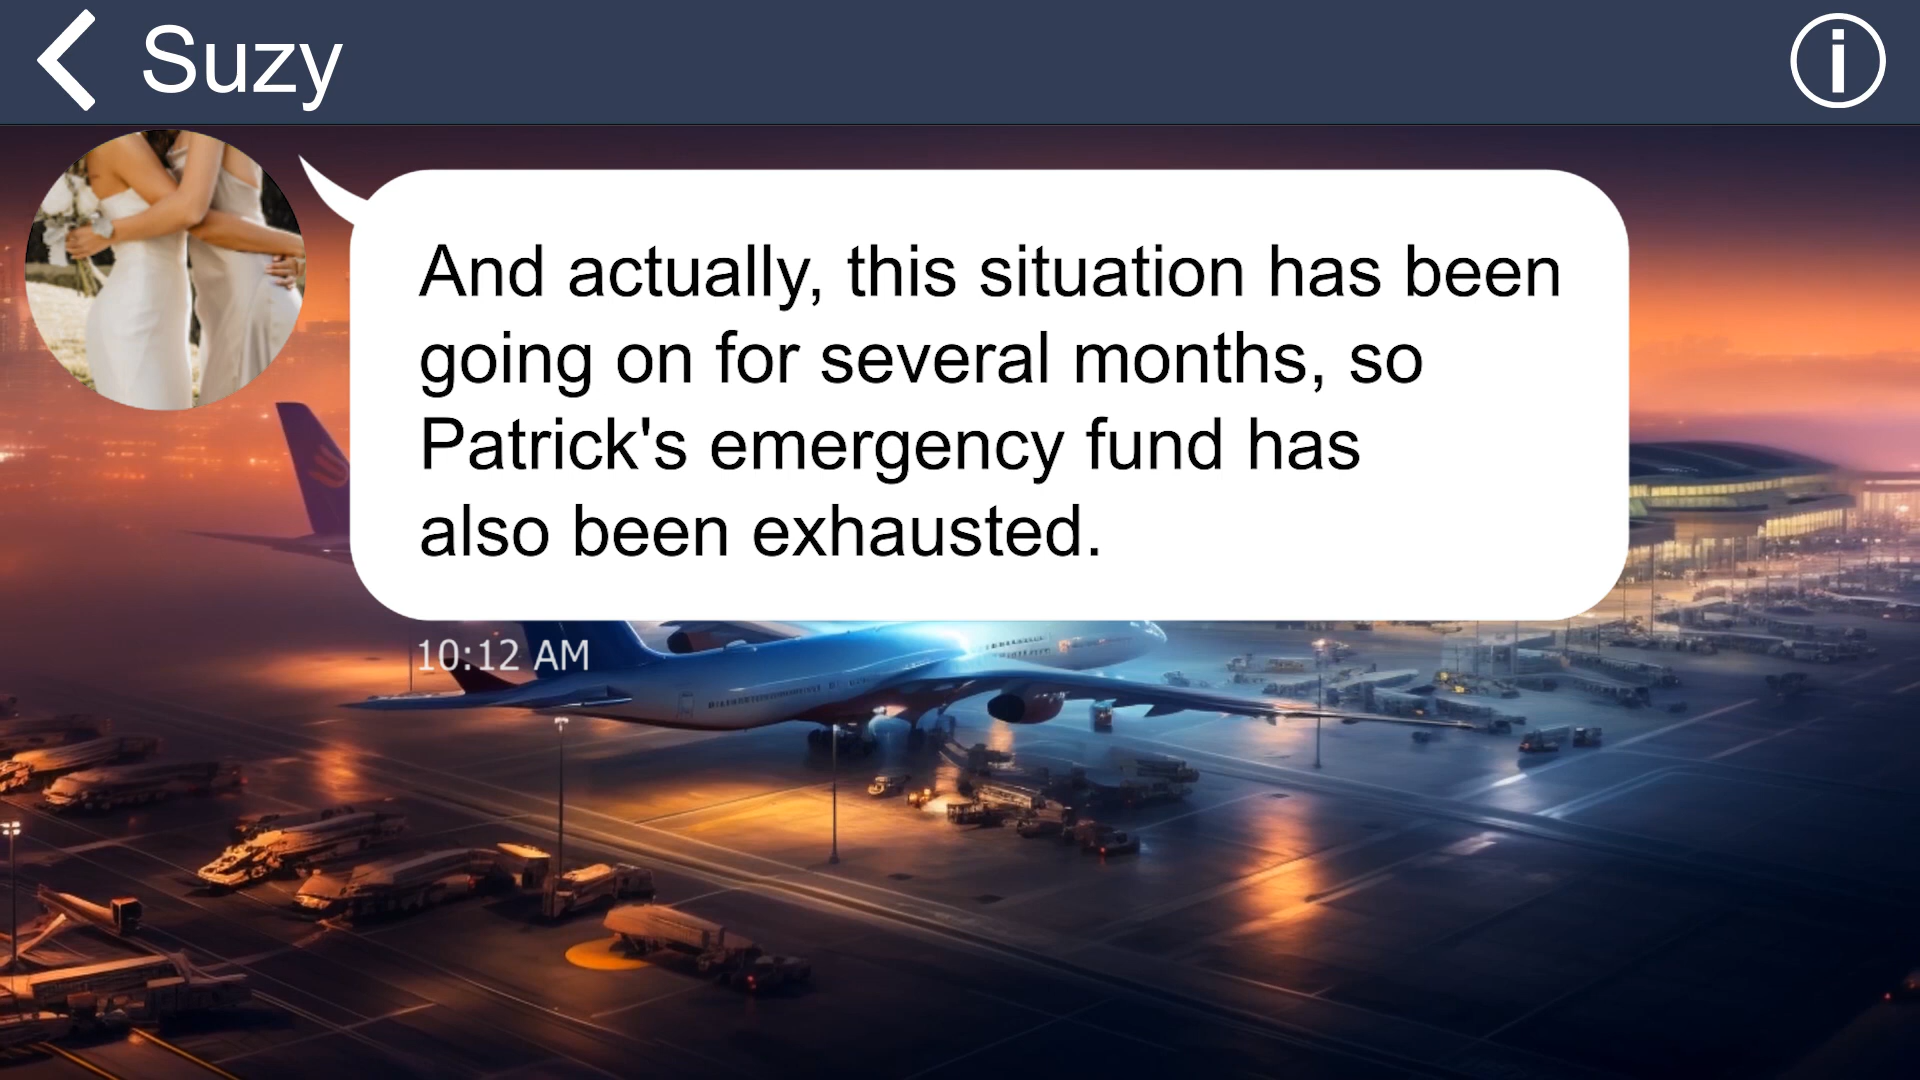 Suzy
And actually, this situation has been
going on for several months, so
Patrick's emergency fund has
also been exhausted.
10:12 AM